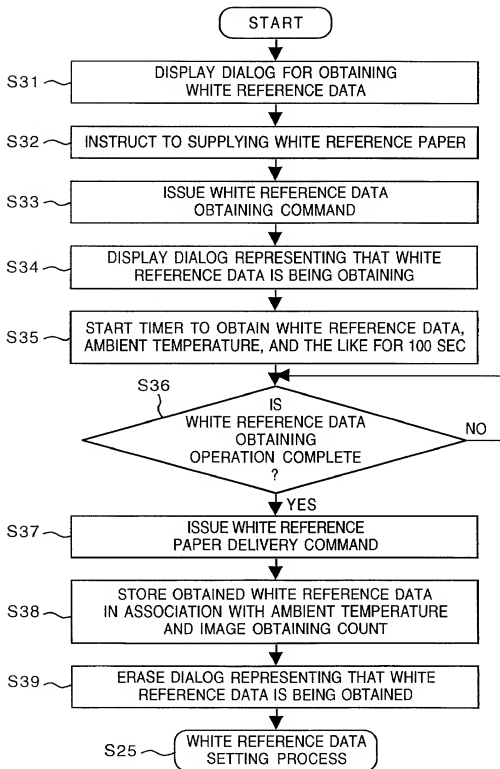 START
S31
DISPLAY DIALOG FOR OBTAINING
WHITE REFERENCE DATA
S32
INSTRUCT TO SUPPLYING WHITE REFERENCE PAPER
S33
ISSUE WHITE REFERENCE DATA
OBTAINING COMMAND
S34
DISPLAY DIALOG REPRESENTING THAT WHITE
REFERENCE DATA IS BEING OBTAINING
S35
START TIMER TO OBTAIN WHITE REFERENCE DATA,
AMBIENT TEMPERATURE, AND THE LIKE FOR 100 SEC
S36
IS
WHITE REFERENCE DATA
OBTAINING
OPERATION COMPLETE
?
NO
YES
S37
ISSUE WHITE REFERENCE
PAPER DELIVERY COMMAND
S38
STORE OBTAINED WHITE REFERENCE DATA
IN ASSOCIATION WITH AMBIENT TEMPERATURE
AND IMAGE OBTAINING COUNT
S39
ERASE DIALOG REPRESENTING THAT WHITE
REFERENCE DATA IS BEING OBTAINED
S25
WHITE REFERENCE DATA
SETTING PROCESS